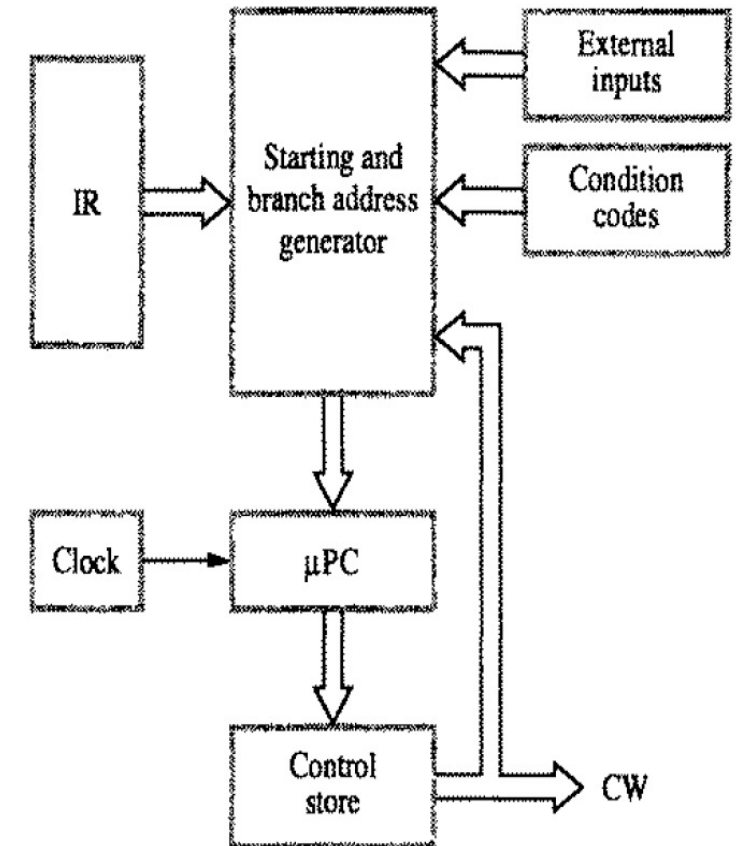 External
inputs
IR
Starting and
branch address
generator
Condition
codes
Clock
μPC
Control
store
CW